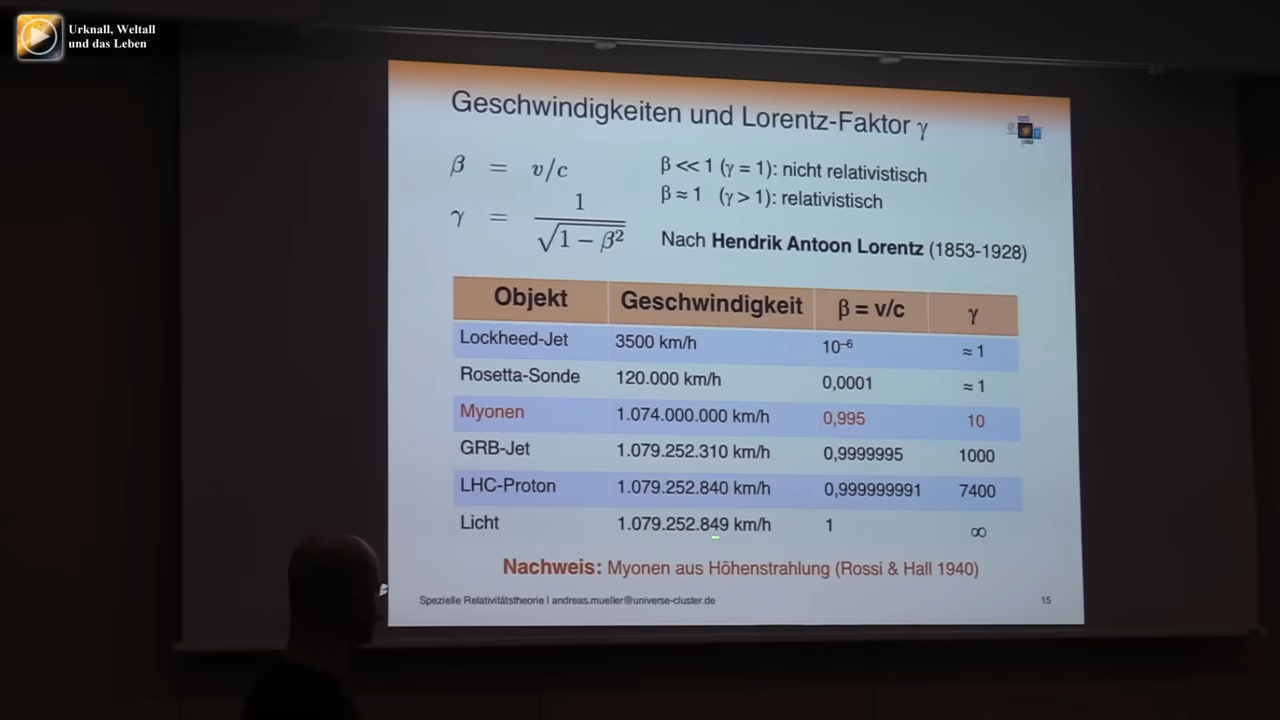 Urknall, Weltall
und das Leben
Geschwindigkeiten und Lorentz-Faktor γ
β = v/c
γ = 1 / √(1 − β²)
β << 1 (γ = 1): nicht relativistisch
β ≈ 1 (γ > 1): relativistisch
Nach Hendrik Antoon Lorentz (1853-1928)
Objekt Geschwindigkeit β = v/c γ
Lockheed-Jet 3500 km/h 10⁻⁶ ≈ 1
Rosetta-Sonde 120.000 km/h 0,0001 ≈ 1
Myonen 1.074.000.000 km/h 0,995 10
GRB-Jet 1.079.252.310 km/h 0,9999995 1000
LHC-Proton 1.079.252.840 km/h 0,999999991 7400
Licht 1.079.252.849 km/h 1 ∞
Nachweis: Myonen aus Höhenstrahlung (Rossi & Hall 1940)
Spezielle Relativitätstheorie I andreas.mueller@universe-cluster.de 15